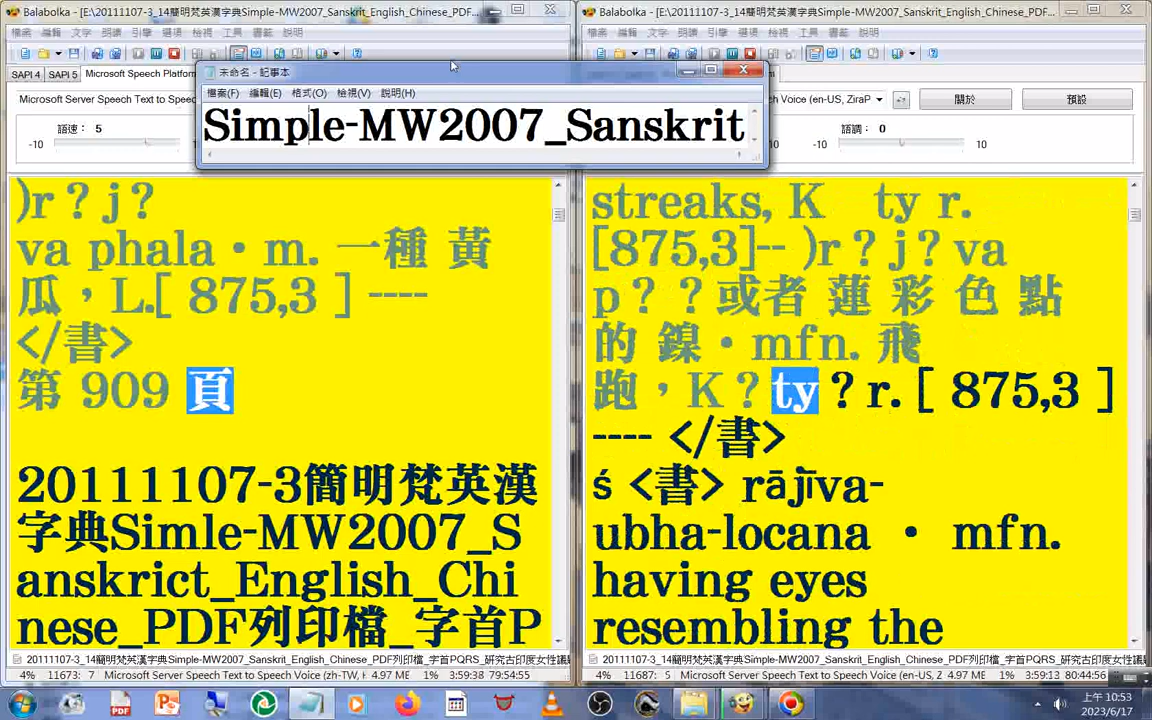 Balabolka - [E:\20111107-3_14簡明梵英漢字典Simple-MW2007_Sanskrit_English_Chinese_PDF...
檔案 編輯 文字 朗讀 引擎 選項 檢視 工具 書籤 說明
SAPI 4 SAPI 5 Microsoft Speech Platfo
Microsoft Server Speech Text to Spee
語速： 5
-10
)r ? j ?
va phala • m. 一種 黃
瓜，L.[ 875,3 ] ----
</書>
第 909 頁
20111107-3簡明梵英漢
字典Simle-MW2007_S
anskrict_English_Chi
nese_PDF列印檔_字首P
20111107-3_14簡明梵英漢字典Simple-MW2007_Sanskrit_English_Chinese_PDF列印檔_字首PQRS_研究古印度女性議
4% 11673: 7 Microsoft Server Speech Text to Speech Voice (zh-TW, H 4.97 MB 1% 3:59:38 79:54:55
未命名 - 記事本
檔案(F) 編輯(E) 格式(O) 檢視(V) 說明(H)
Simple-MW2007_Sanskrit
Balabolka - [E:\20111107-3_14簡明梵英漢字典Simple-MW2007_Sanskrit_English_Chinese_PDF...
檔案 編輯 文字 朗讀 引擎 選項 檢視 工具 書籤 說明
Voice (en-US, ZiraP
關於
預設
語調： 0
-10
10
streaks, K ty r.
[875,3]-- )r ? j ? va
p ? ? 或者 蓮 彩 色 點
的 鎳 • mfn. 飛
跑，K ? ty ? r. [ 875,3 ]
---- </書>
ś <書> rājīva-
ubha-locana • mfn.
having eyes
resembling the
20111107-3_14簡明梵英漢字典Simple-MW2007_Sanskrit_English_Chinese_PDF列印檔_字首PQRS_研究古印度女性議
4% 11687: 5 Microsoft Server Speech Text to Speech Voice (en-US, Z 4.97 MB 1% 3:59:13 80:44:56
上午 10:53
2023/6/17